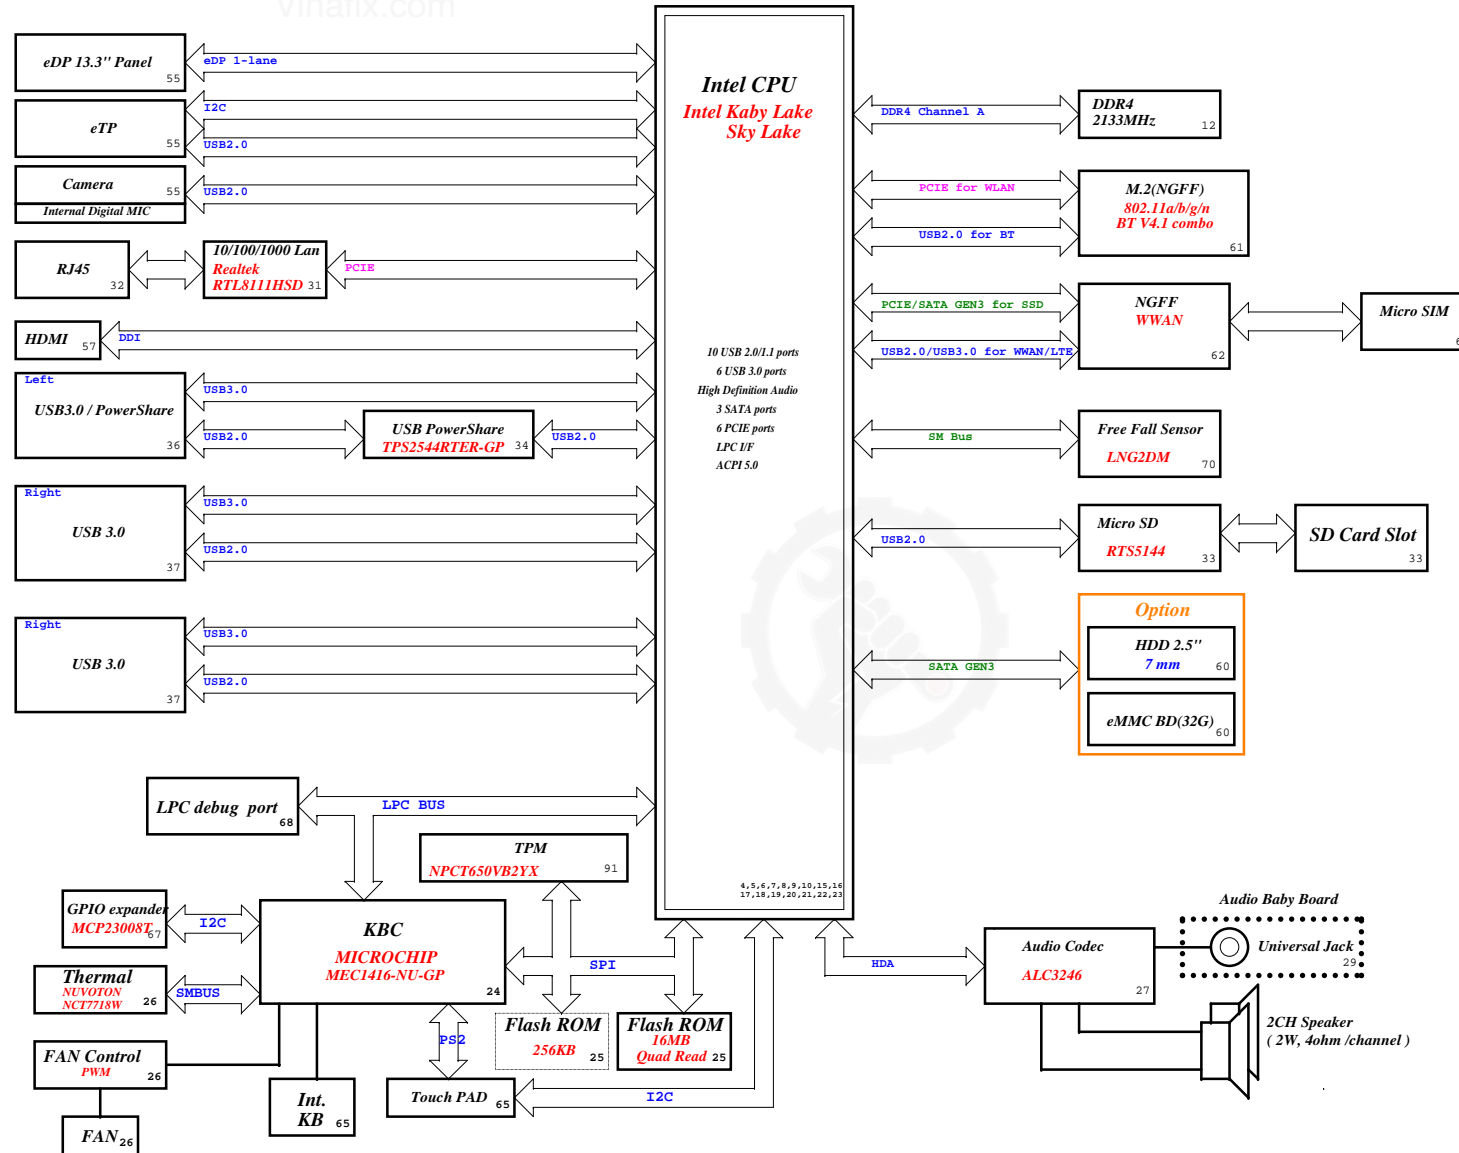 vinafix.com
eDP 13.3" Panel
55
eDP 1-lane
eTP
55
I2C
USB2.0
Camera
55
Internal Digital MIC
USB2.0
RJ45
32
10/100/1000 Lan
Realtek
RTL8111HSD
31
PCIE
HDMI
57
DDI
Left
USB3.0 / PowerShare
36
USB3.0
USB2.0
USB PowerShare
TPS2544RTER-GP
34
USB2.0
Right
USB 3.0
37
USB3.0
USB2.0
Right
USB 3.0
37
USB3.0
USB2.0
Intel CPU
Intel Kaby Lake
Sky Lake
10 USB 2.0/1.1 ports
6 USB 3.0 ports
High Definition Audio
3 SATA ports
6 PCIE ports
LPC I/F
ACPI 5.0
4,5,6,7,8,9,10,15,16
17,18,19,20,21,22,23
DDR4 Channel A
DDR4
2133MHz
12
PCIE for WLAN
USB2.0 for BT
M.2(NGFF)
802.11a/b/g/n
BT V4.1 combo
61
PCIE/SATA GEN3 for SSD
USB2.0/USB3.0 for WWAN/LTE
NGFF
WWAN
62
Micro SIM
SM Bus
Free Fall Sensor
LNG2DM
70
USB2.0
Micro SD
RTS5144
33
SD Card Slot
33
Option
SATA GEN3
HDD 2.5"
7 mm
60
eMMC BD(32G)
60
LPC debug port
68
LPC BUS
TPM
NPCT650VB2YX
91
GPIO expander
MCP23008T
67
I2C
KBC
MICROCHIP
MEC1416-NU-GP
24
Thermal
NUVOTON
NCT7718W
26
SMBUS
SPI
Flash ROM
256KB
25
Flash ROM
16MB
Quad Read
25
PS2
FAN Control
PWM
26
FAN
26
Int.
KB
65
Touch PAD
65
I2C
HDA
Audio Codec
ALC3246
27
Audio Baby Board
Universal Jack
29
2CH Speaker
( 2W, 4ohm /channel )